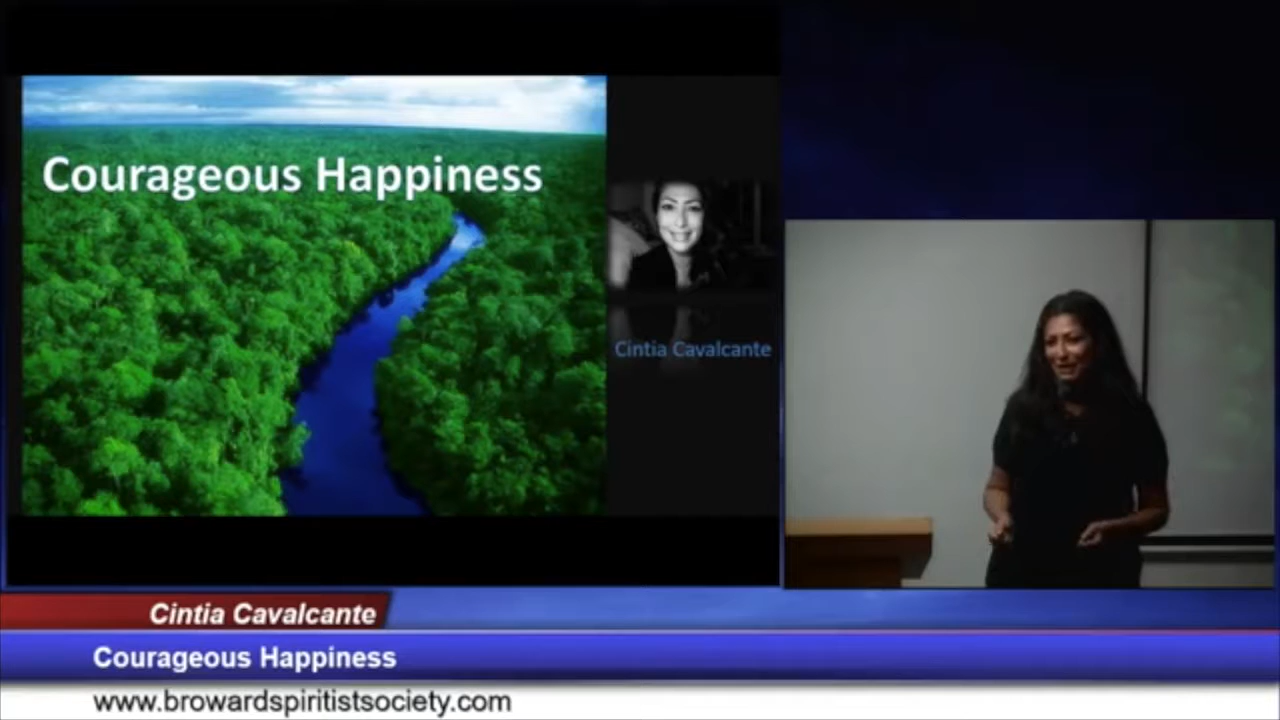 Courageous Happiness
Cintia Cavalcante
Cintia Cavalcante
Courageous Happiness
www.browardspiritistsociety.com